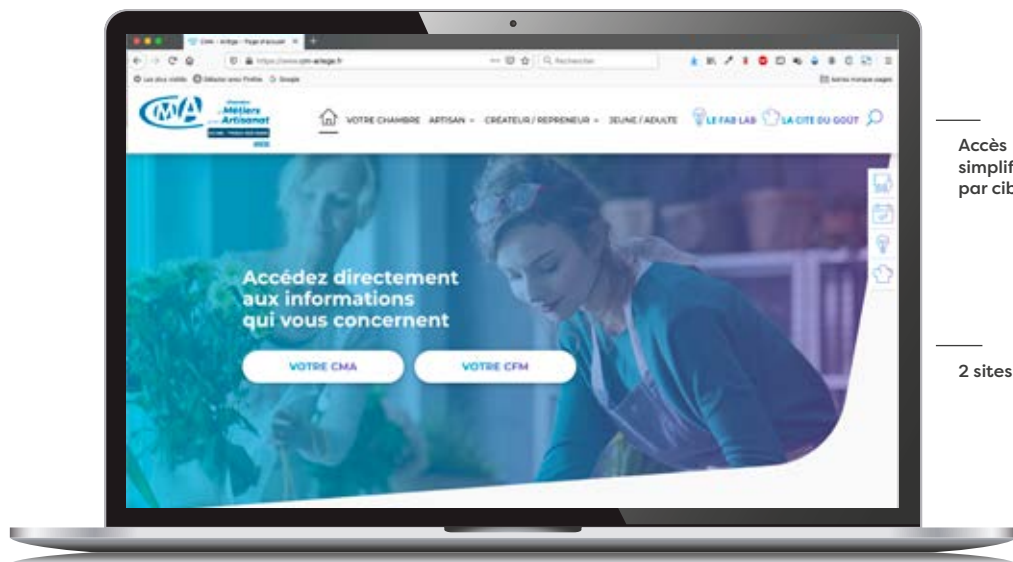 CMA - Ariège - Page d'accueil
https://www.cm-ariege.fr
Rechercher
Les plus visités
Débuter avec Firefox
Google
Autres marque-pages
CMA
Métiers
Artisanat
VOTRE CHAMBRE
ARTISAN
CRÉATEUR / REPRENEUR
JEUNE / ADULTE
LE FAB LAB
LA CITE DU GOÛT
Accédez directement
aux informations
qui vous concernent
VOTRE CMA
VOTRE CFM
Accès
simplif
par cib
2 sites